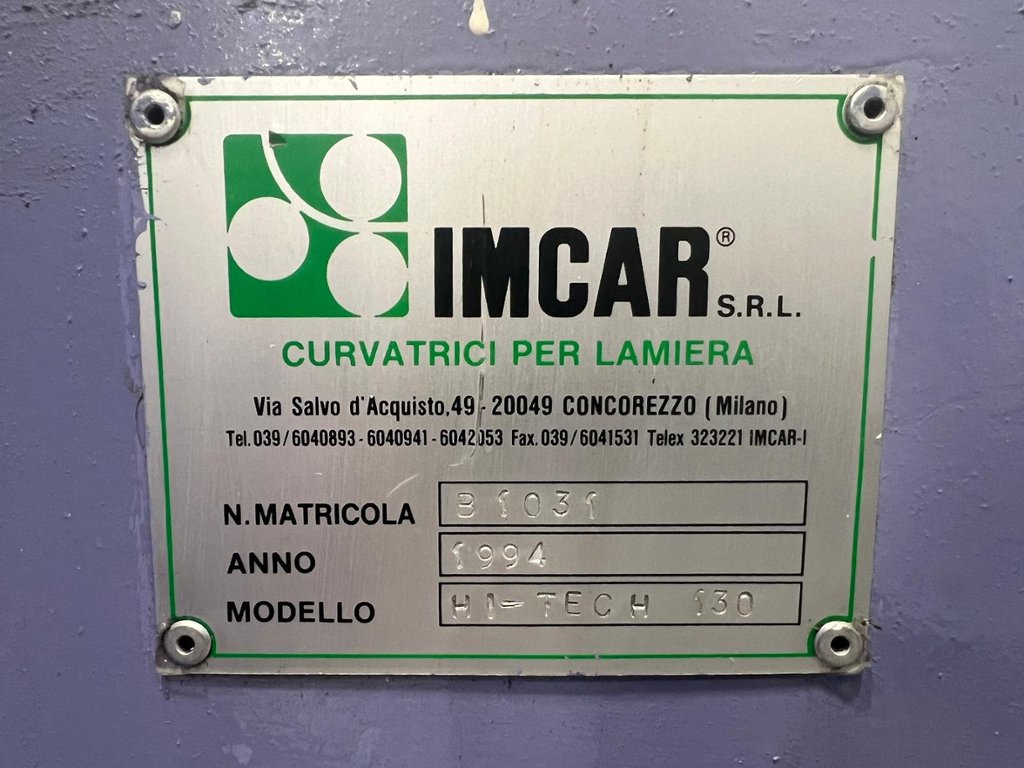 IMCAR® S.R.L.
CURVATRICI PER LAMIERA
Via Salvo d'Acquisto, 49 - 20049 CONCOREZZO (Milano)
Tel. 039/6040893 - 6040941 - 6042053 Fax. 039/6041531 Telex 323221 IMCAR-I
N. MATRICOLA B1031
ANNO 1994
MODELLO HI-TECH 130